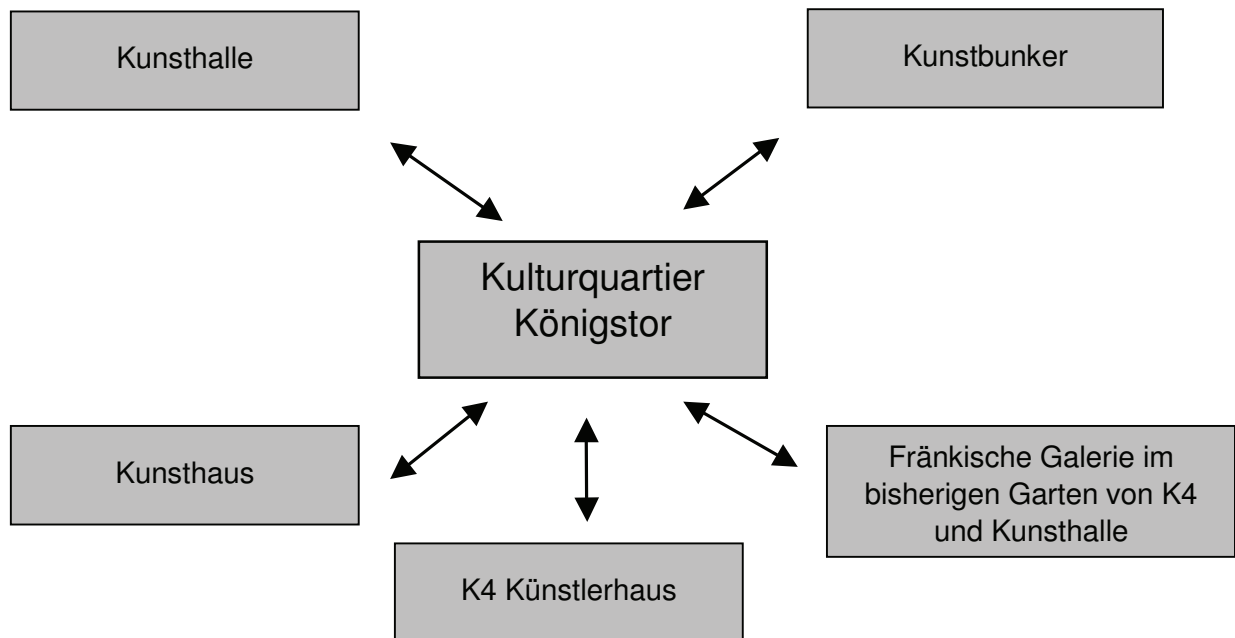 Kunsthalle
Kunstbunker
Kulturquartier
Königstor
Kunsthaus
Fränkische Galerie im
bisherigen Garten von K4
und Kunsthalle
K4 Künstlerhaus